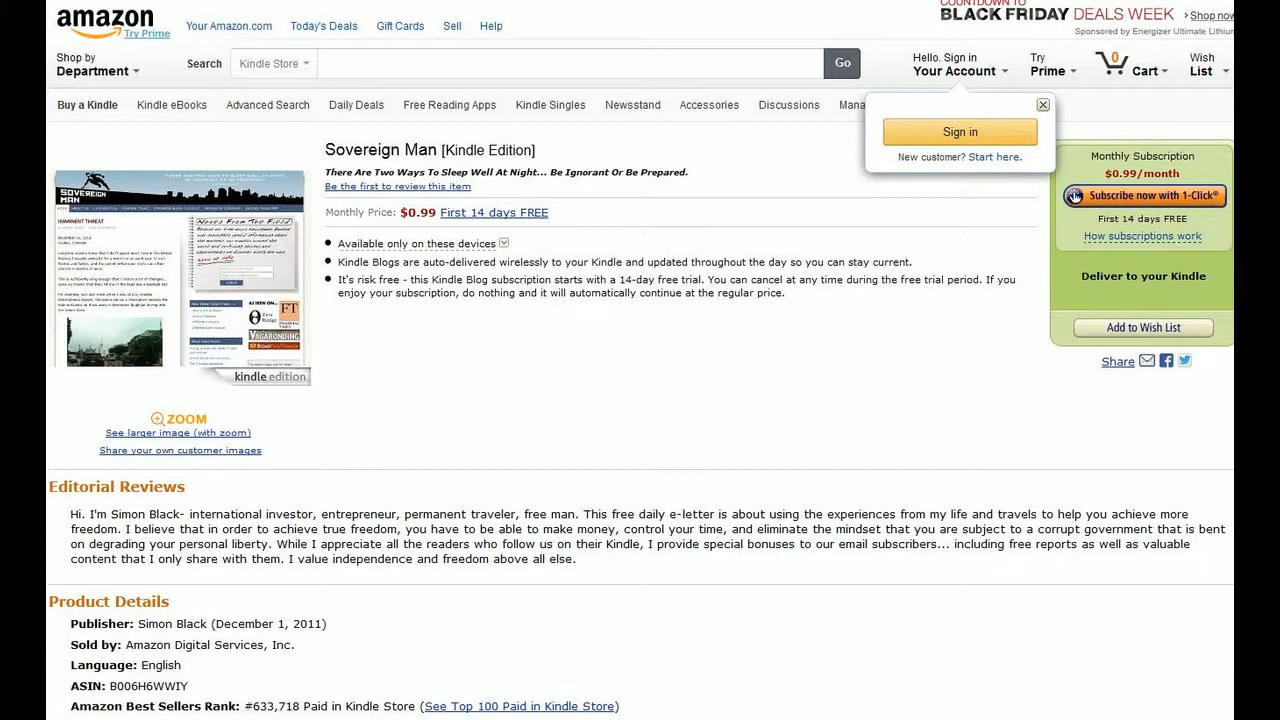 amazon
Try Prime
Your Amazon.com
Today's Deals
Gift Cards
Sell
Help
COUNTDOWN TO
BLACK FRIDAY DEALS WEEK
Shop now
Sponsored by Energizer Ultimate
Shop by
Department
Search
Kindle Store
Go
Hello. Sign in
Your Account
Try
Prime
0
Cart
Wish
List
Buy a Kindle
Kindle eBooks
Advanced Search
Daily Deals
Free Reading Apps
Kindle Singles
Newsstand
Accessories
Discussions
Sign in
New customer? Start here.
Sovereign Man [Kindle Edition]
There Are Two Ways To Sleep Well At Night... Be Ignorant Or Be Prepared.
Be the first to review this item
Monthly Price: $0.99 First 14 days FREE
Available only on these devices
Kindle Blogs are auto-delivered wirelessly to your Kindle and updated throughout the day so you can stay current.
It's risk free - this Kindle Blog subscription starts with a 14-day free trial. You can cancel at any time during the free trial period. If you
enjoy your subscription, do nothing and it will automatically continue at the regular price.
Monthly Subscription
$0.99/month
Subscribe now with 1-Click®
First 14 days FREE
How subscriptions work
Deliver to your Kindle
Add to Wish List
Share
SOVEREIGN
MAN
IMMINENT THREAT
Notes From The Field
AS SEEN ON:
FT
VAGABONDING
kindle edition
ZOOM
See larger image (with zoom)
Share your own customer images
Editorial Reviews
Hi. I'm Simon Black- international investor, entrepreneur, permanent traveler, free man. This free daily e-letter is about using the experiences from my life and travels to help you achieve more
freedom. I believe that in order to achieve true freedom, you have to be able to make money, control your time, and eliminate the mindset that you are subject to a corrupt government that is bent
on degrading your personal liberty. While I appreciate all the readers who follow us on their Kindle, I provide special bonuses to our email subscribers... including free reports as well as valuable
content that I only share with them. I value independence and freedom above all else.
Product Details
Publisher: Simon Black (December 1, 2011)
Sold by: Amazon Digital Services, Inc.
Language: English
ASIN: B006H6WWIY
Amazon Best Sellers Rank: #633,718 Paid in Kindle Store (See Top 100 Paid in Kindle Store)